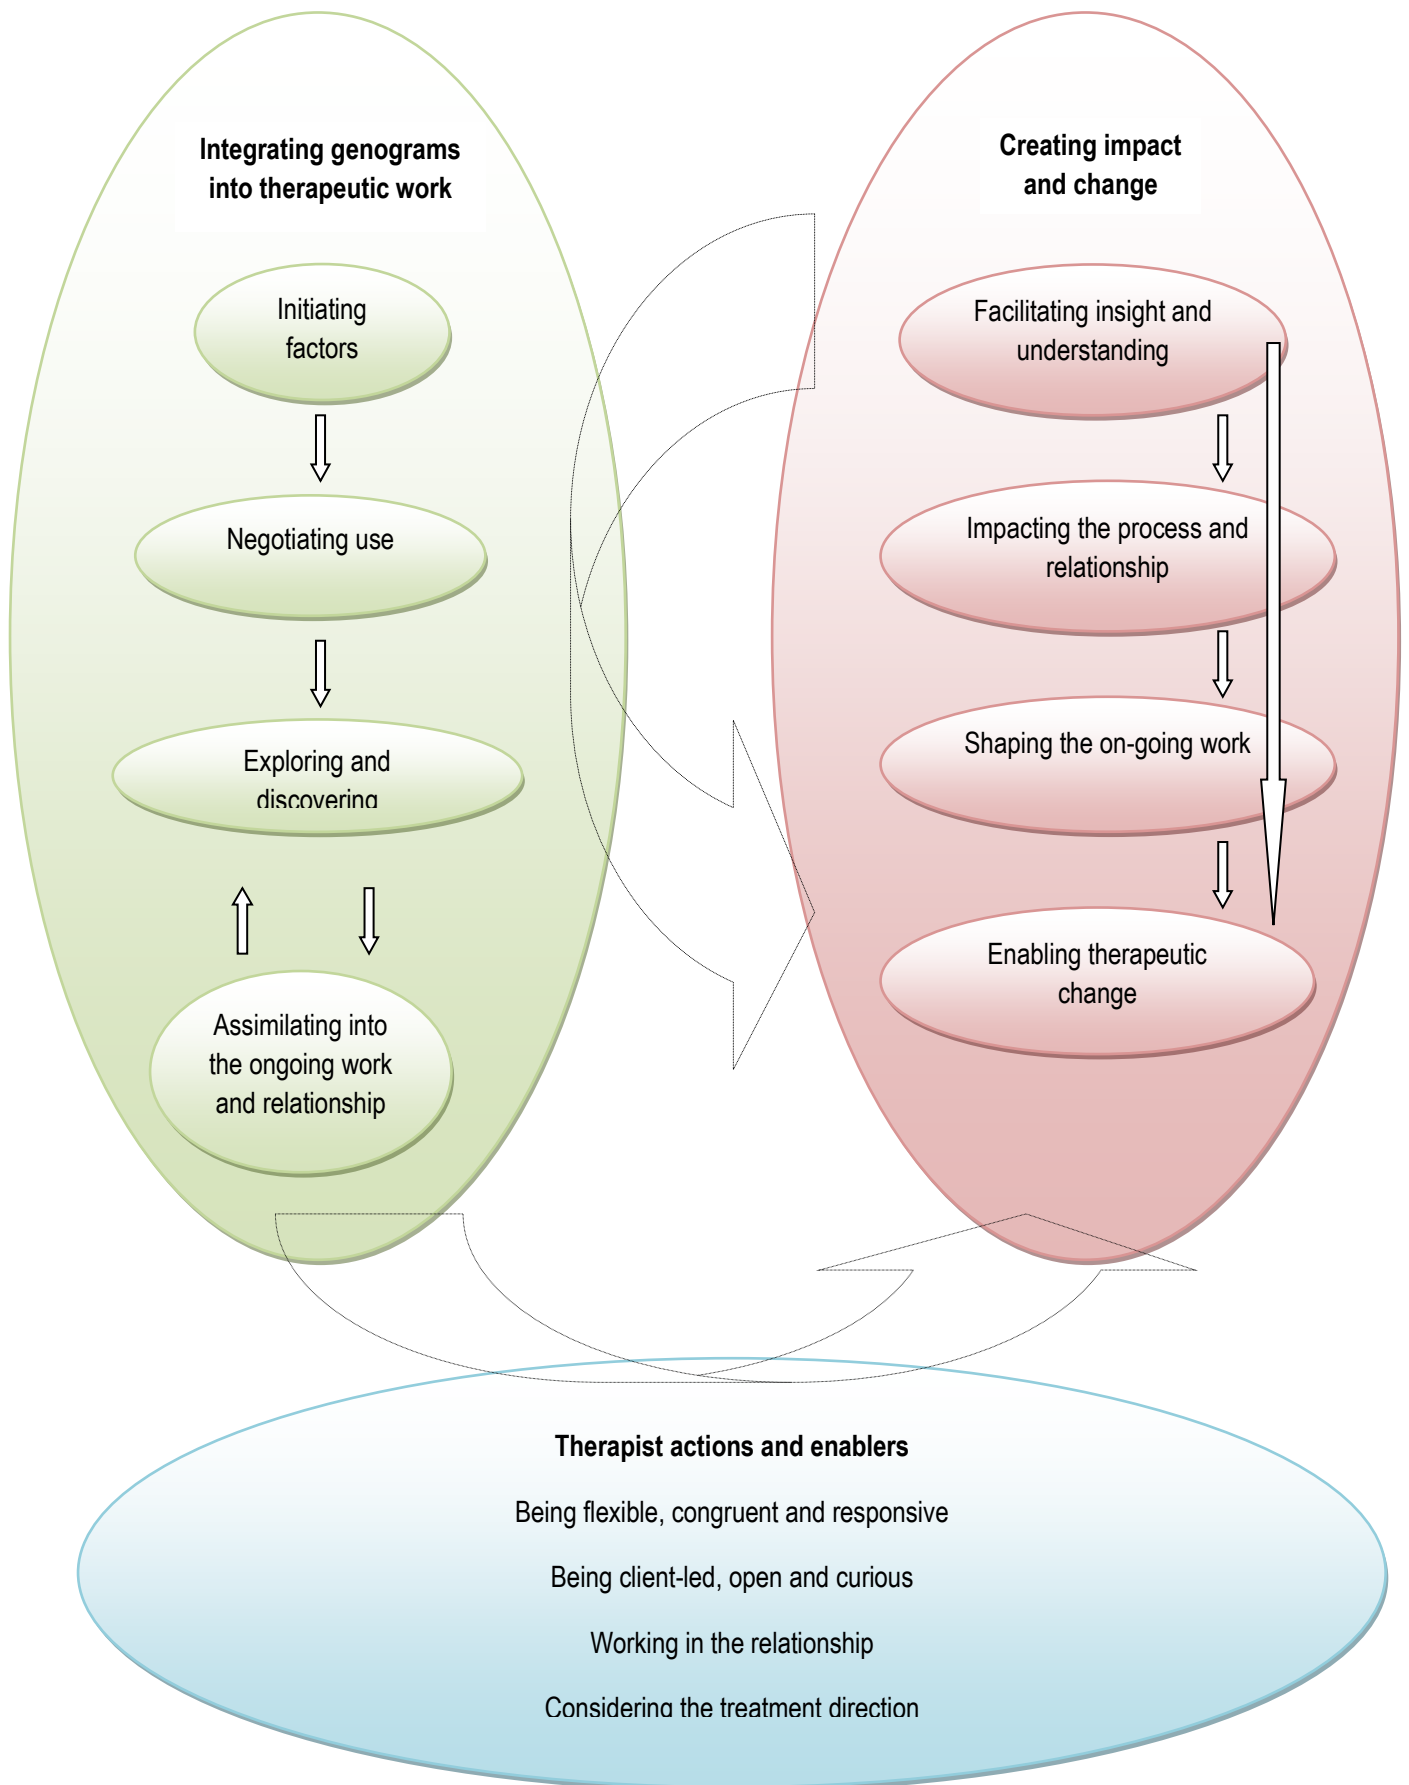 Integrating genograms
into therapeutic work
Initiating
factors
Negotiating use
Exploring and
discovering
Assimilating into
the ongoing work
and relationship
Creating impact
and change
Facilitating insight and
understanding
Impacting the process and
relationship
Shaping the on-going work
Enabling therapeutic
change
Therapist actions and enablers
Being flexible, congruent and responsive
Being client-led, open and curious
Working in the relationship
Considering the treatment direction